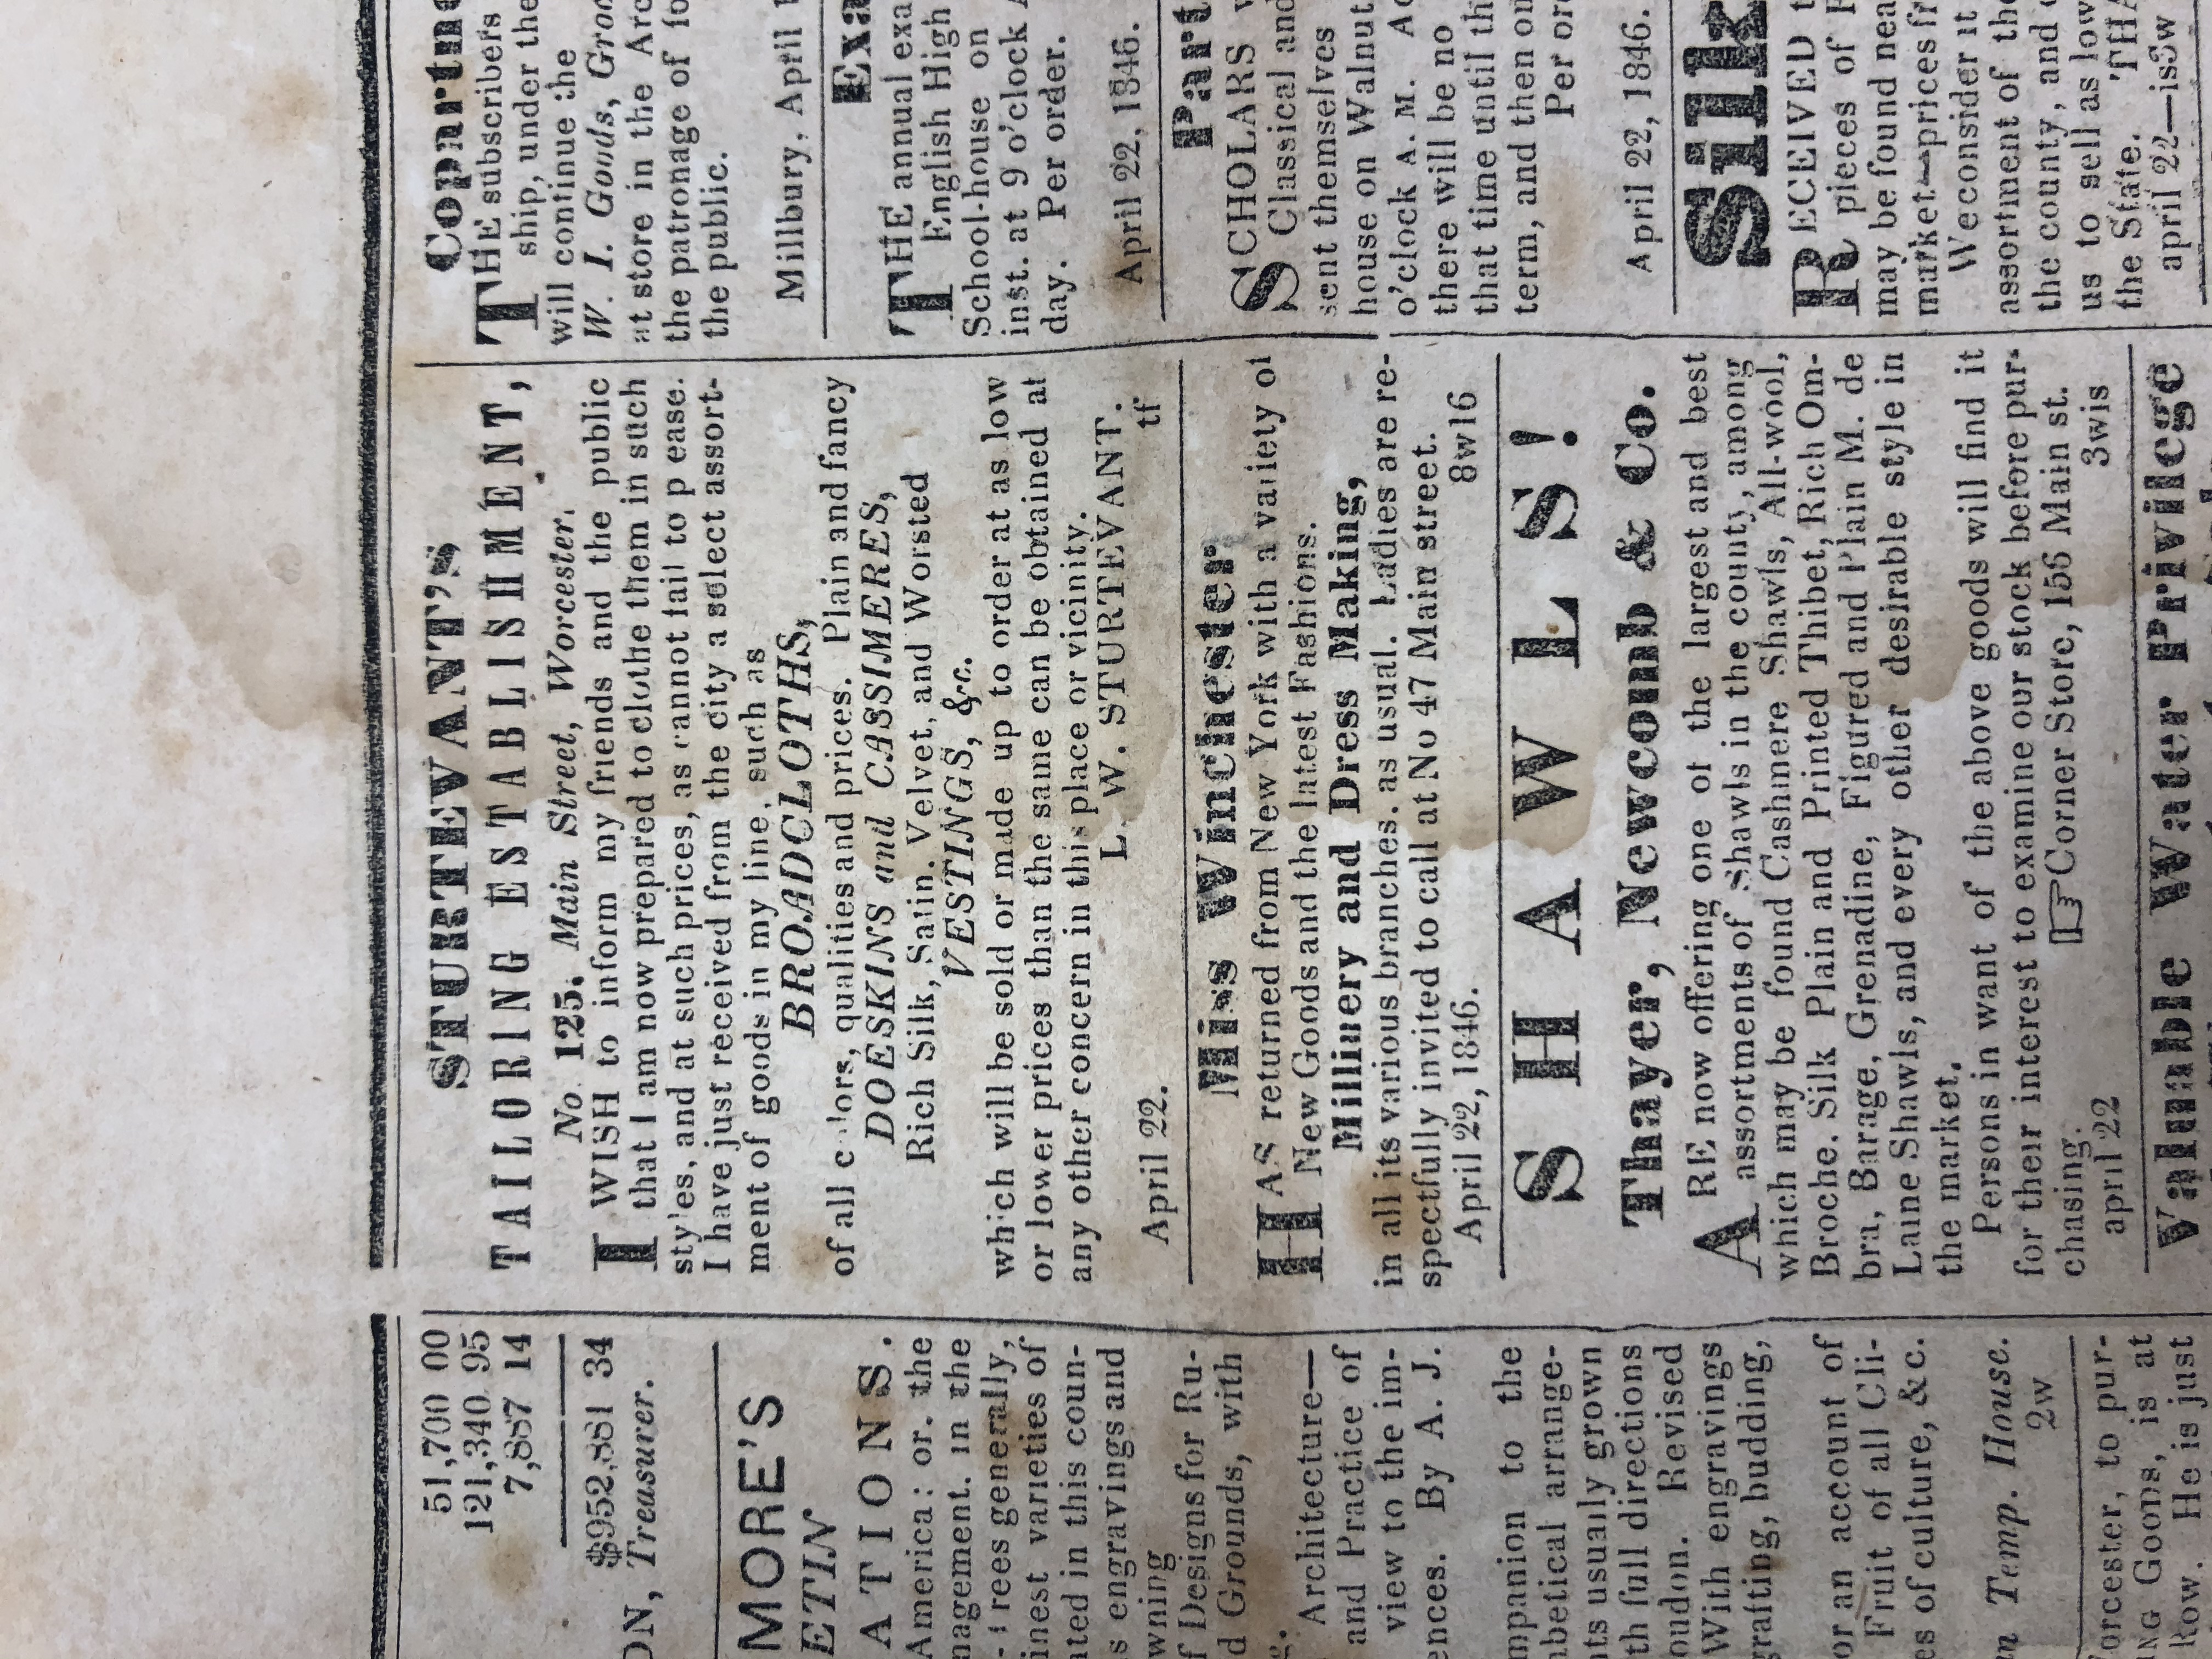 51,700 00
121,340 95
7,887 14
$952,881 34
ON, Treasurer.
MORE'S
ETIN
ATIONS.
America: or, the
nagement, in the
trees generally,
inest varieties of
ated in this coun-
s engravings and
wning
f Designs for Ru-
d Grounds, with
g.
Architecture—
and Practice of
view to the im-
ences. By A. J.
mpanion to the
abetical arrange-
nts usually grown
th full directions
oudon. Revised
With engravings
grafting, budding,
or an account of
Fruit of all Cli-
es of culture, &c.
n Temp. House.
2w
orcester, to pur-
ING GOODS, is at
Row. He is just
STURTEVANT'S
TAILORING ESTABLISHMENT,
No. 125. Main Street, Worcester.
I WISH to inform my friends and the public
that I am now prepared to clothe them in such
styles, and at such prices, as cannot fail to p ease.
I have just received from the city a select assort-
ment of goods in my line, such as
BROADCLOTHS,
of all colors, qualities and prices. Plain and fancy
DOESKINS and CASSIMERES,
Rich Silk, Satin, Velvet, and Worsted
VESTINGS, &c.
which will be sold or made up to order at as low
or lower prices than the same can be obtained at
any other concern in this place or vicinity.
L. W. STURTEVANT.
April 22. tf
Miss Winchester
HAS returned from New York with a variety of
New Goods and the latest Fashions.
Millinery and Dress Making,
in all its various branches, as usual. Ladies are re-
spectfully invited to call at No 47 Main street.
April 22, 1846. 8w16
SHAWLS!
Thayer, Newcomb & Co.
ARE now offering one of the largest and best
assortments of Shawls in the county, among
which may be found Cashmere Shawls, All-wool,
Broche, Silk Plain and Printed Thibet, Rich Om-
bra, Barage, Grenadine, Figured and Plain M. de
Laine Shawls, and every other desirable style in
the market.
Persons in want of the above goods will find it
for their interest to examine our stock before pur-
chasing. ☞Corner Store, 156 Main st.
april 22 3wis
Valuable Water Privilege
Copartne
THE subscribers
ship, under the
will continue the
W. I. Goods, Groc
at store in the Arc
the patronage of fo
the public.
Millbury, April 1
Exa
THE annual exa
English High
School-house on
inst. at 9 o'clock A
day. Per order.
April 22, 1846.
Part
SCHOLARS w
Classical and
sent themselves
house on Walnut
o'clock A. M. Ac
there will be no
that time until th
term, and then on
Per ord
April 22, 1846.
Silk
RECEIVED t
pieces of F
may be found nea
market—prices fr
We consider it
assortment of the
the county, and
us to sell as low
the State. THA
april 22—is3w